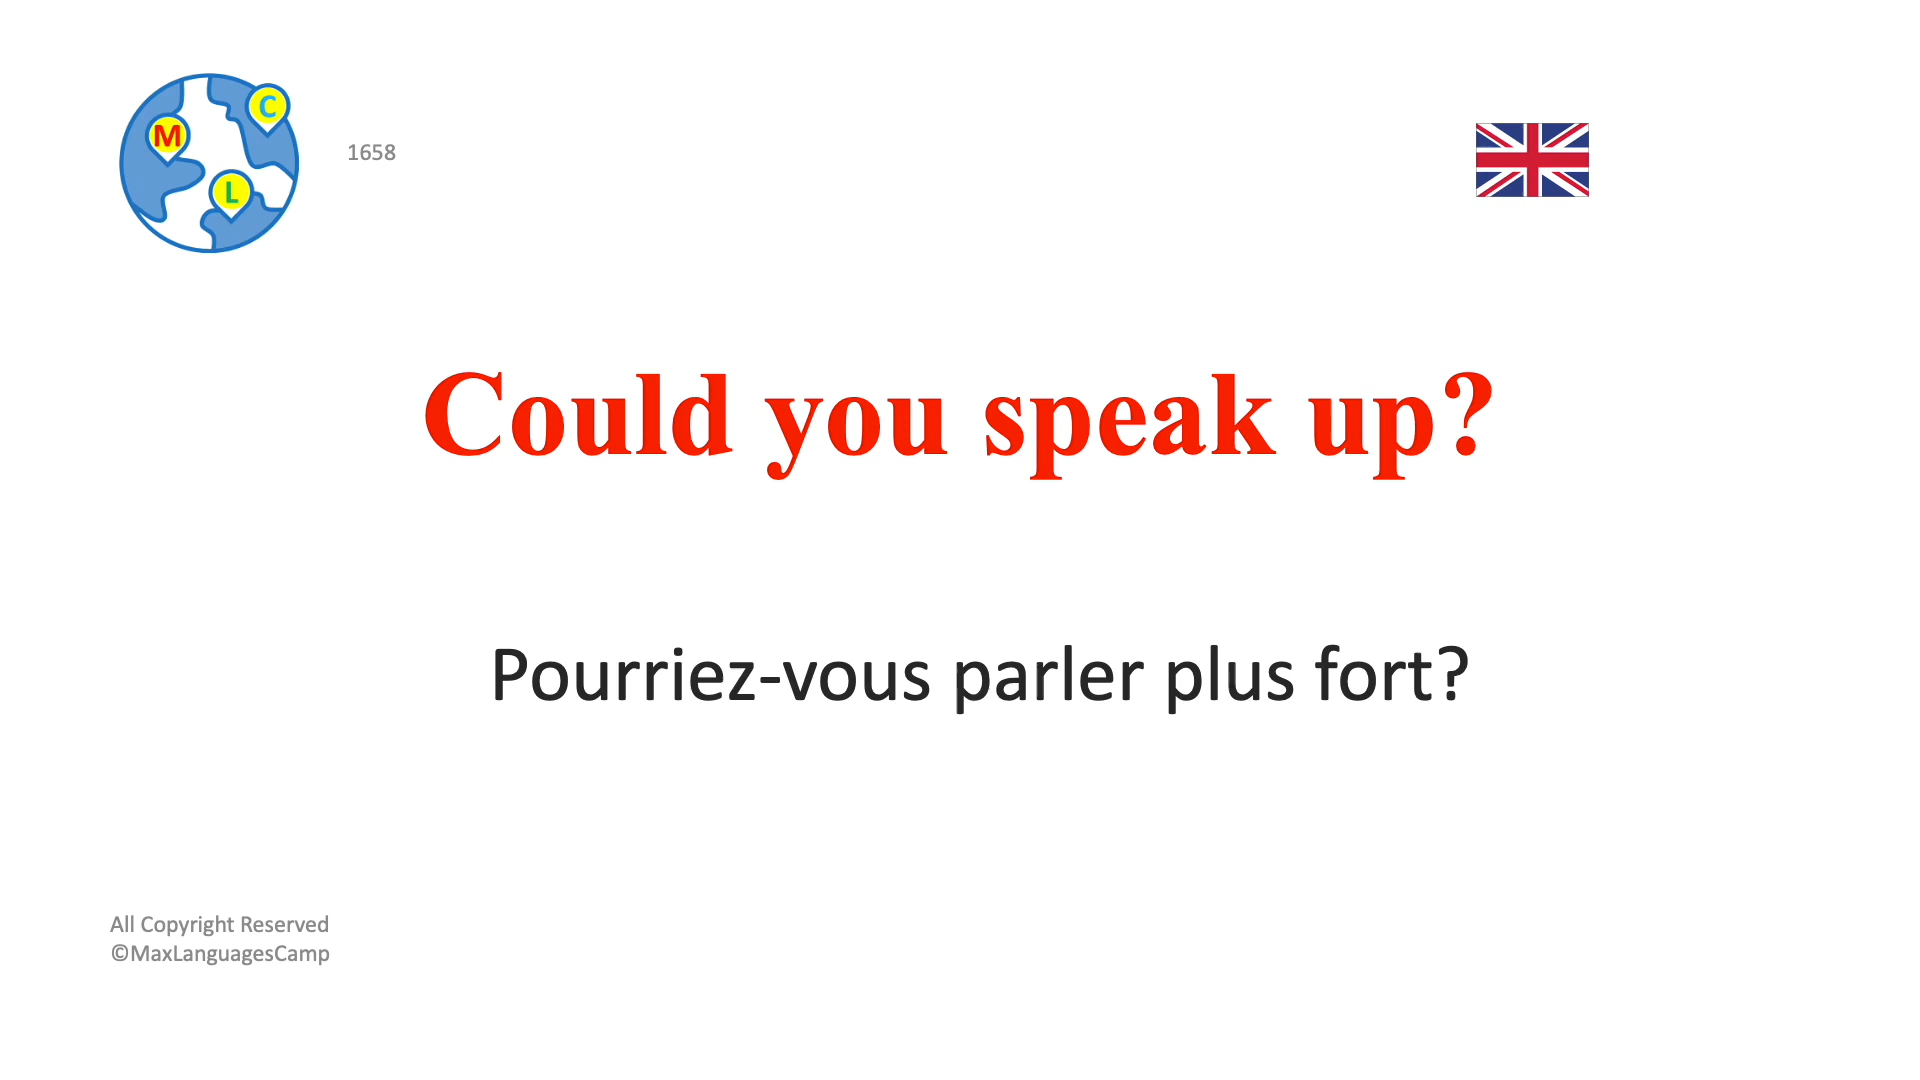 C
M
L
1658
Could you speak up?
Pourriez-vous parler plus fort?
All Copyright Reserved
©MaxLanguagesCamp